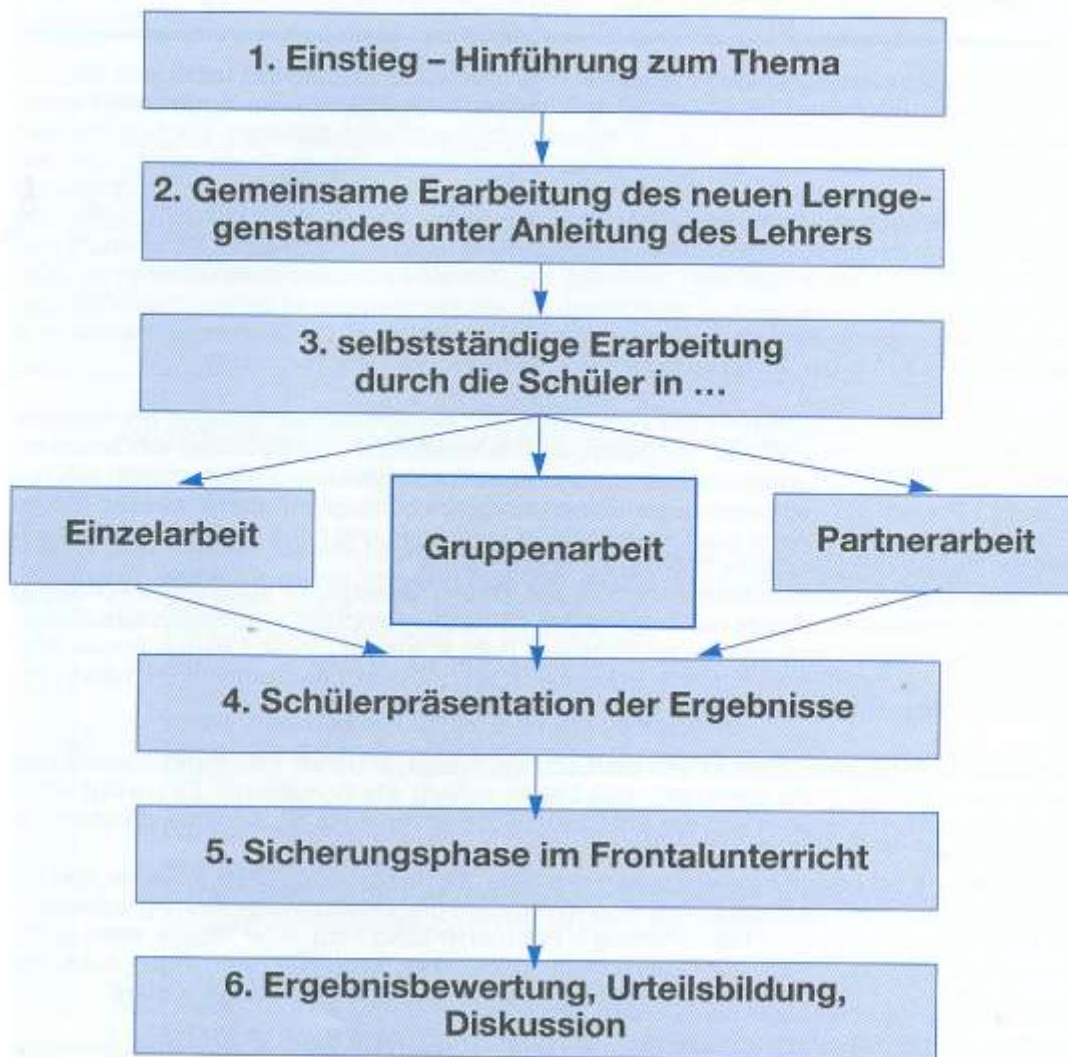 1. Einstieg – Hinführung zum Thema
2. Gemeinsame Erarbeitung des neuen Lernge-
genstandes unter Anleitung des Lehrers
3. selbstständige Erarbeitung
durch die Schüler in ...
Einzelarbeit
Gruppenarbeit
Partnerarbeit
4. Schülerpräsentation der Ergebnisse
5. Sicherungsphase im Frontalunterricht
6. Ergebnisbewertung, Urteilsbildung,
Diskussion